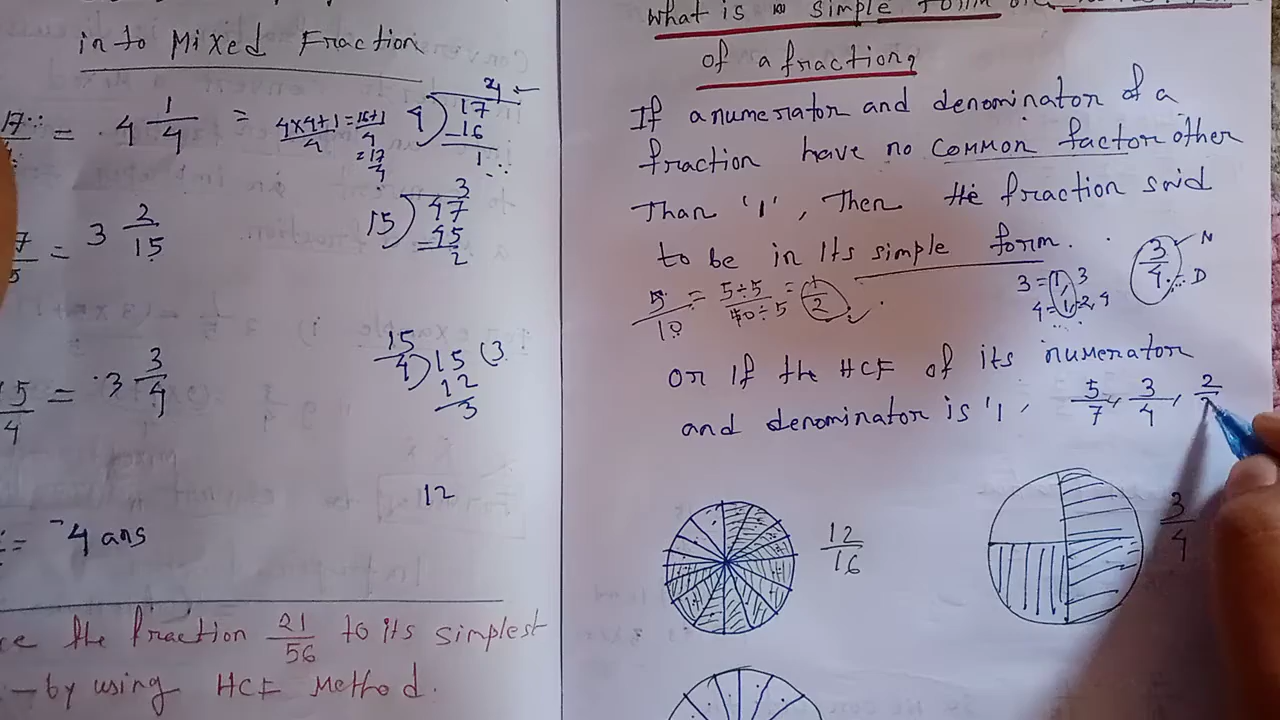 in to Mixed Fraction
17/4 = 4 1/4 = 4×4+1/4 = 16+1/4
= 17/4
4) 17 (4
16
1
= 3 2/15
15) 47 (3
45
2
15/4 = 3 3/4
15/4) 15 (3
12
3
12
= 4 ans
the fraction 21/56 to its simplest
- by using HCF Method.
what is simple form
of a fraction?
If a numerator and denominator of a
fraction have no common factor other
Than '1', Then the fraction said
to be in Its simple form.
3/4 N
D
3 = 1, 3
4 = 1, 2, 4
5/10 = 5÷5/10÷5 = 1/2
or If the HCF of its numerator
and denominator is '1, 5/7, 3/4, 2
12/16
3/4